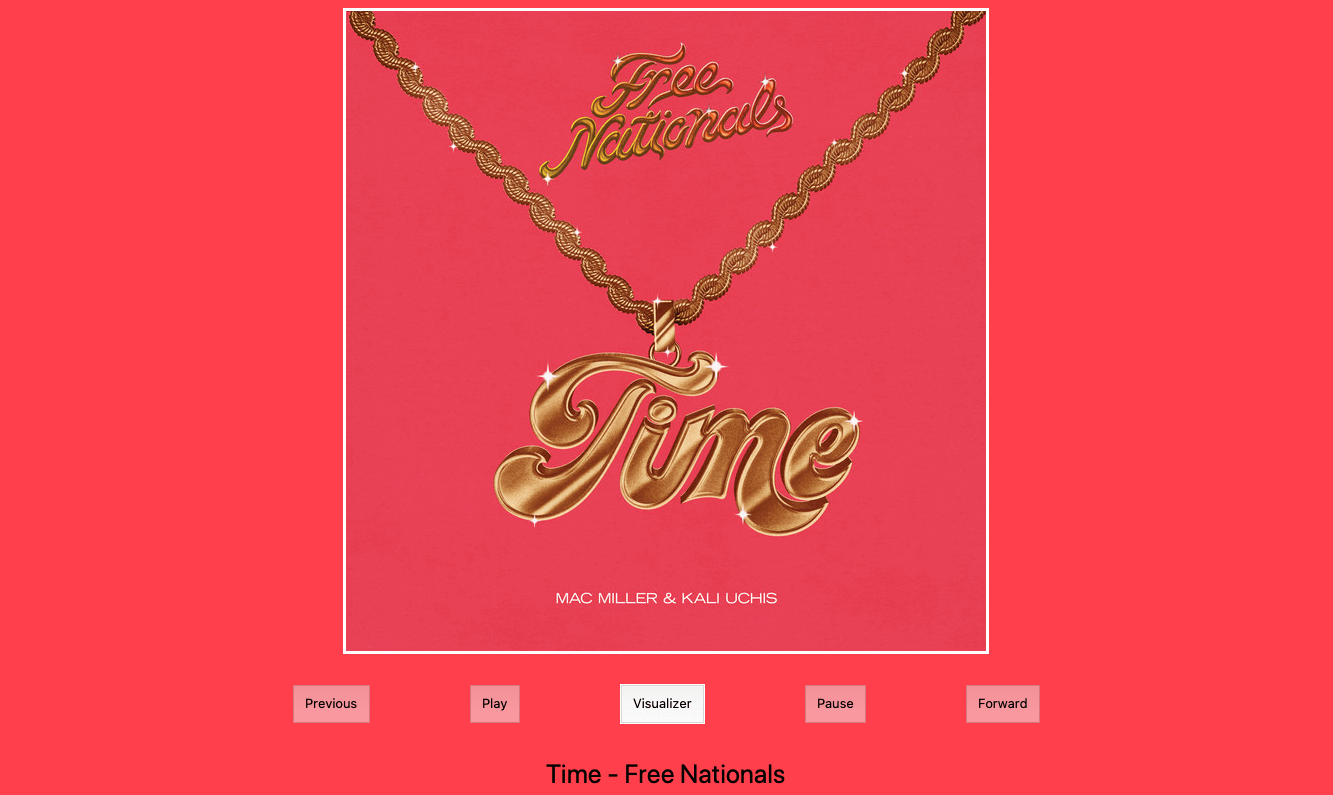 Free
Nationals
Time
MAC MILLER & KALI UCHIS
Previous
Play
Visualizer
Pause
Forward
Time - Free Nationals